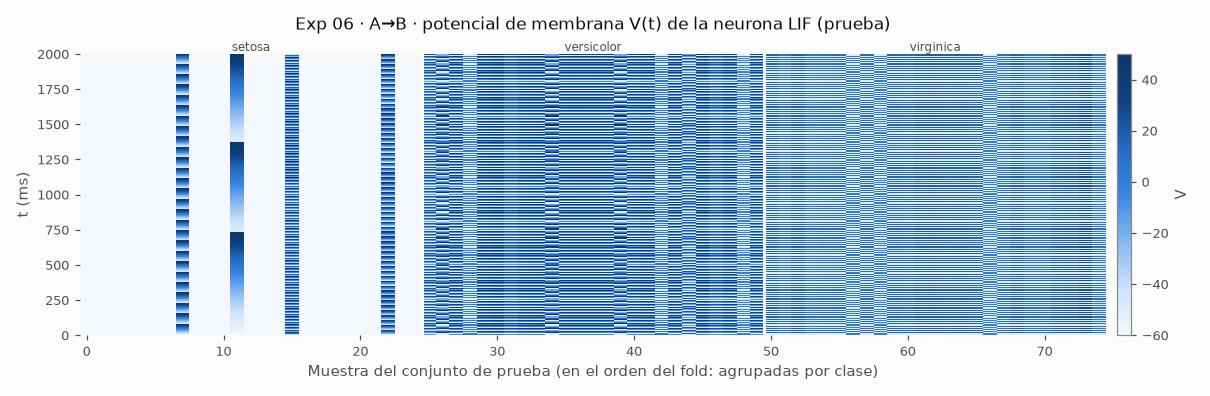 Exp 06 · A→B · potencial de membrana V(t) de la neurona LIF (prueba)
setosa versicolor virginica
2000
1750
1500
1250
1000
750
500
250
0
t (ms)
0 10 20 30 40 50 60 70
Muestra del conjunto de prueba (en el orden del fold: agrupadas por clase)
40
20
0
−20
−40
−60
V